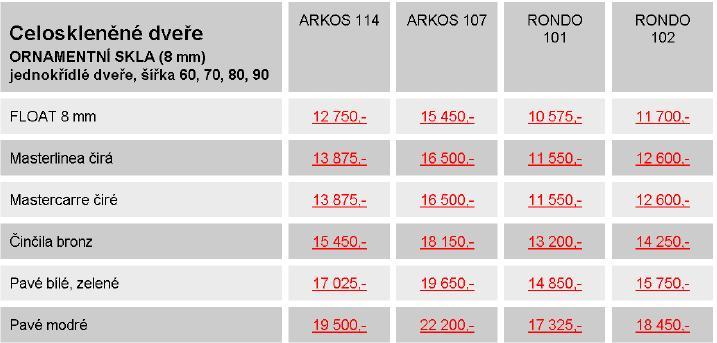 Celoskleněné dveře
ORNAMENTNÍ SKLA (8 mm)
jednokřídlé dveře, šířka 60, 70, 80, 90
ARKOS 114 ARKOS 107 RONDO 101 RONDO 102
FLOAT 8 mm 12 750,- 15 450,- 10 575,- 11 700,-
Masterlinea čirá 13 875,- 16 500,- 11 550,- 12 600,-
Mastercarre čiré 13 875,- 16 500,- 11 550,- 12 600,-
Činčila bronz 15 450,- 18 150,- 13 200,- 14 250,-
Pavé bílé, zelené 17 025,- 19 650,- 14 850,- 15 750,-
Pavé modré 19 500,- 22 200,- 17 325,- 18 450,-